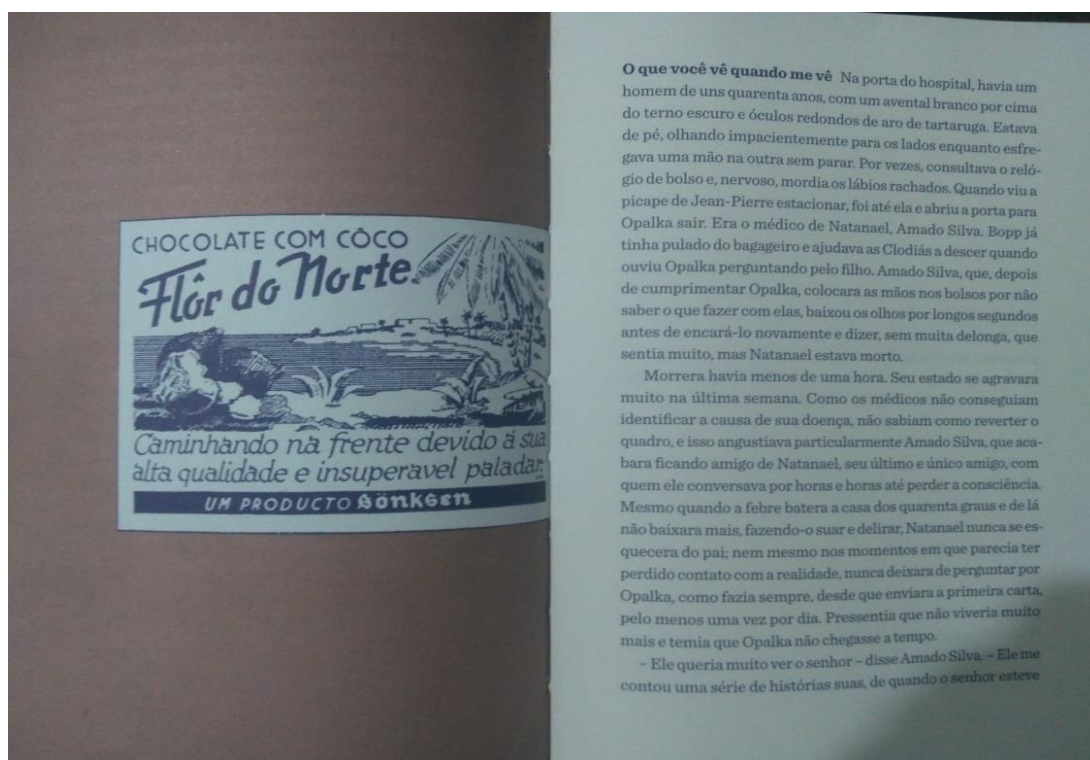 CHOCOLATE COM CÔCO
Flôr do Norte
Caminhando na frente devido á sua
alta qualidade e insuperavel paladar.
UM PRODUCTO Sönksen
O que você vê quando me vê Na porta do hospital, havia um
homem de uns quarenta anos, com um avental branco por cima
do terno escuro e óculos redondos de aro de tartaruga. Estava
de pé, olhando impacientemente para os lados enquanto esfre-
gava uma mão na outra sem parar. Por vezes, consultava o reló-
gio de bolso e, nervoso, mordia os lábios rachados. Quando viu a
picape de Jean-Pierre estacionar, foi até ela e abriu a porta para
Opalka sair. Era o médico de Natanael, Amado Silva. Bopp já
tinha pulado do bagageiro e ajudava as Clodiás a descer quando
ouviu Opalka perguntando pelo filho. Amado Silva, que, depois
de cumprimentar Opalka, colocara as mãos nos bolsos por não
saber o que fazer com elas, baixou os olhos por longos segundos
antes de encará-lo novamente e dizer, sem muita delonga, que
sentia muito, mas Natanael estava morto.
Morrera havia menos de uma hora. Seu estado se agravara
muito na última semana. Como os médicos não conseguiam
identificar a causa de sua doença, não sabiam como reverter o
quadro, e isso angustiava particularmente Amado Silva, que aca-
bara ficando amigo de Natanael, seu último e único amigo, com
quem ele conversava por horas e horas até perder a consciência.
Mesmo quando a febre batera a casa dos quarenta graus e de lá
não baixara mais, fazendo-o suar e delirar, Natanael nunca se es-
quecera do pai; nem mesmo nos momentos em que parecia ter
perdido contato com a realidade, nunca deixara de perguntar por
Opalka, como fazia sempre, desde que enviara a primeira carta,
pelo menos uma vez por dia. Pressentia que não viveria muito
mais e temia que Opalka não chegasse a tempo.
– Ele queria muito ver o senhor – disse Amado Silva. – Ele me
contou uma série de histórias suas, de quando o senhor esteve